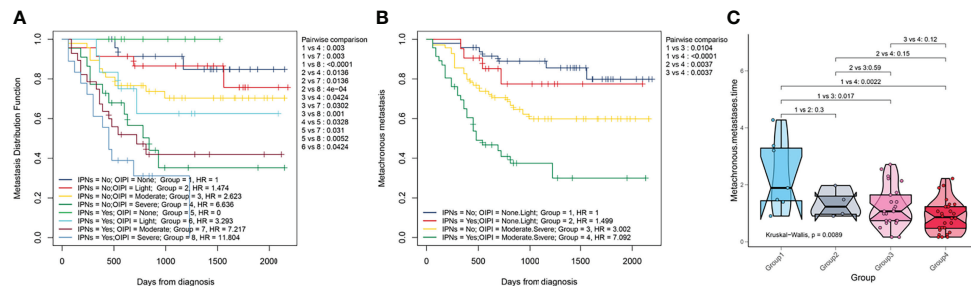 A
Metastasis Distribution Function
1.0
0.8
0.6
0.4
0.2
0.0
IPNs = No;OIPI = None; Group = 1, HR = 1
IPNs = No;OIPI = Light; Group = 2, HR = 1.474
IPNs = No;OIPI = Moderate; Group = 3, HR = 2.623
IPNs = No;OIPI = Severe; Group = 4, HR = 6.636
IPNs = Yes;OIPI = None; Group = 5, HR = 0
IPNs = Yes;OIPI = Light; Group = 6, HR = 3.293
IPNs = Yes;OIPI = Moderate; Group = 7, HR = 7.217
IPNs = Yes;OIPI = Severe; Group = 8, HR = 11.804
0 500 1000 1500 2000
Days from diagnosis
Pairwise comparison
1 vs 4 : 0.003
1 vs 7 : 0.003
1 vs 8 : <0.0001
2 vs 4 : 0.0136
2 vs 7 : 0.0136
2 vs 8 : 4e−04
3 vs 4 : 0.0424
3 vs 7 : 0.0302
3 vs 8 : 0.001
4 vs 5 : 0.0328
5 vs 7 : 0.031
5 vs 8 : 0.0052
6 vs 8 : 0.0424
B
Metachronous.metastasis
1.0
0.8
0.6
0.4
0.2
0.0
IPNs = No;OIPI = None.Light; Group = 1, HR = 1
IPNs = Yes;OIPI = None.Light; Group = 2, HR = 1.499
IPNs = No; OIPI = Moderate.Severe; Group = 3, HR = 3.002
IPNs = Yes;OIPI = Moderate.Severe; Group = 4, HR = 7.092
0 500 1000 1500 2000
Days from diagnosis
Pairwise compariso
1 vs 3 : 0.0104
1 vs 4 : <0.0001
2 vs 4 : 0.0037
3 vs 4 : 0.0037
C
Metachronous.metastases.time
6
4
2
0
3 vs 4: 0.12
2 vs 4: 0.15
2 vs 3:0.59
1 vs 4: 0.0022
1 vs 3: 0.017
1 vs 2: 0.3
Kruskal−Wallis, p = 0.0089
Group1
Group2
Group3
Group4
Group